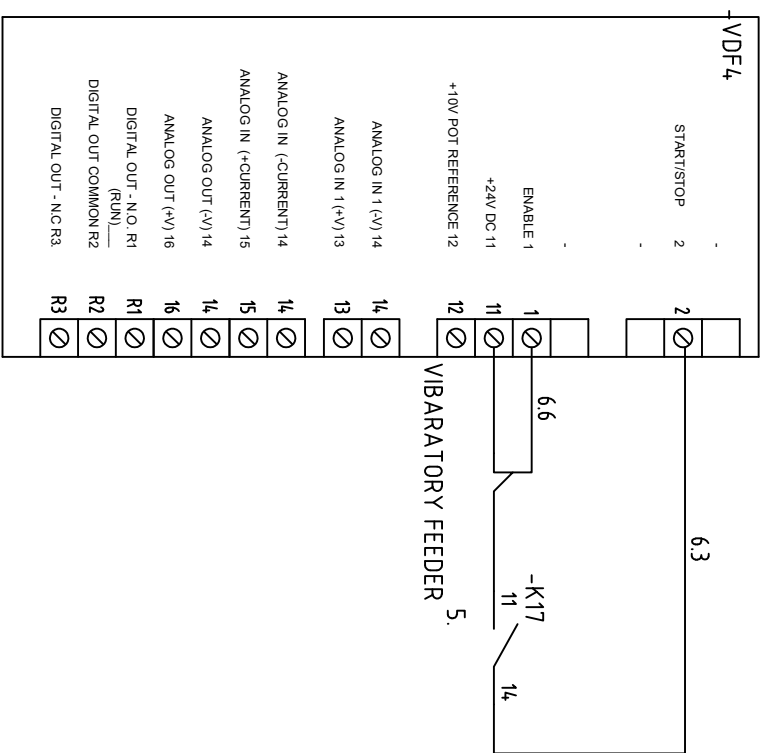 -VDF4
-
6.3
START/STOP 2 2
-
-
6.6
-K17
ENABLE 1 1
11 14
+24V DC 11 11
5.
+10V POT REFERENCE 12 12
VIBARATORY FEEDER
ANALOG IN 1 (-V) 14 14
ANALOG IN 1 (+V) 13 13
ANALOG IN (-CURRENT) 14 14
ANALOG IN (+CURRENT) 15 15
ANALOG OUT (-V) 14 14
ANALOG OUT (+V) 16 16
DIGITAL OUT - N.O. R1 R1
(RUN)__
DIGITAL OUT COMMON R2 R2
DIGITAL OUT - N.C R3. R3